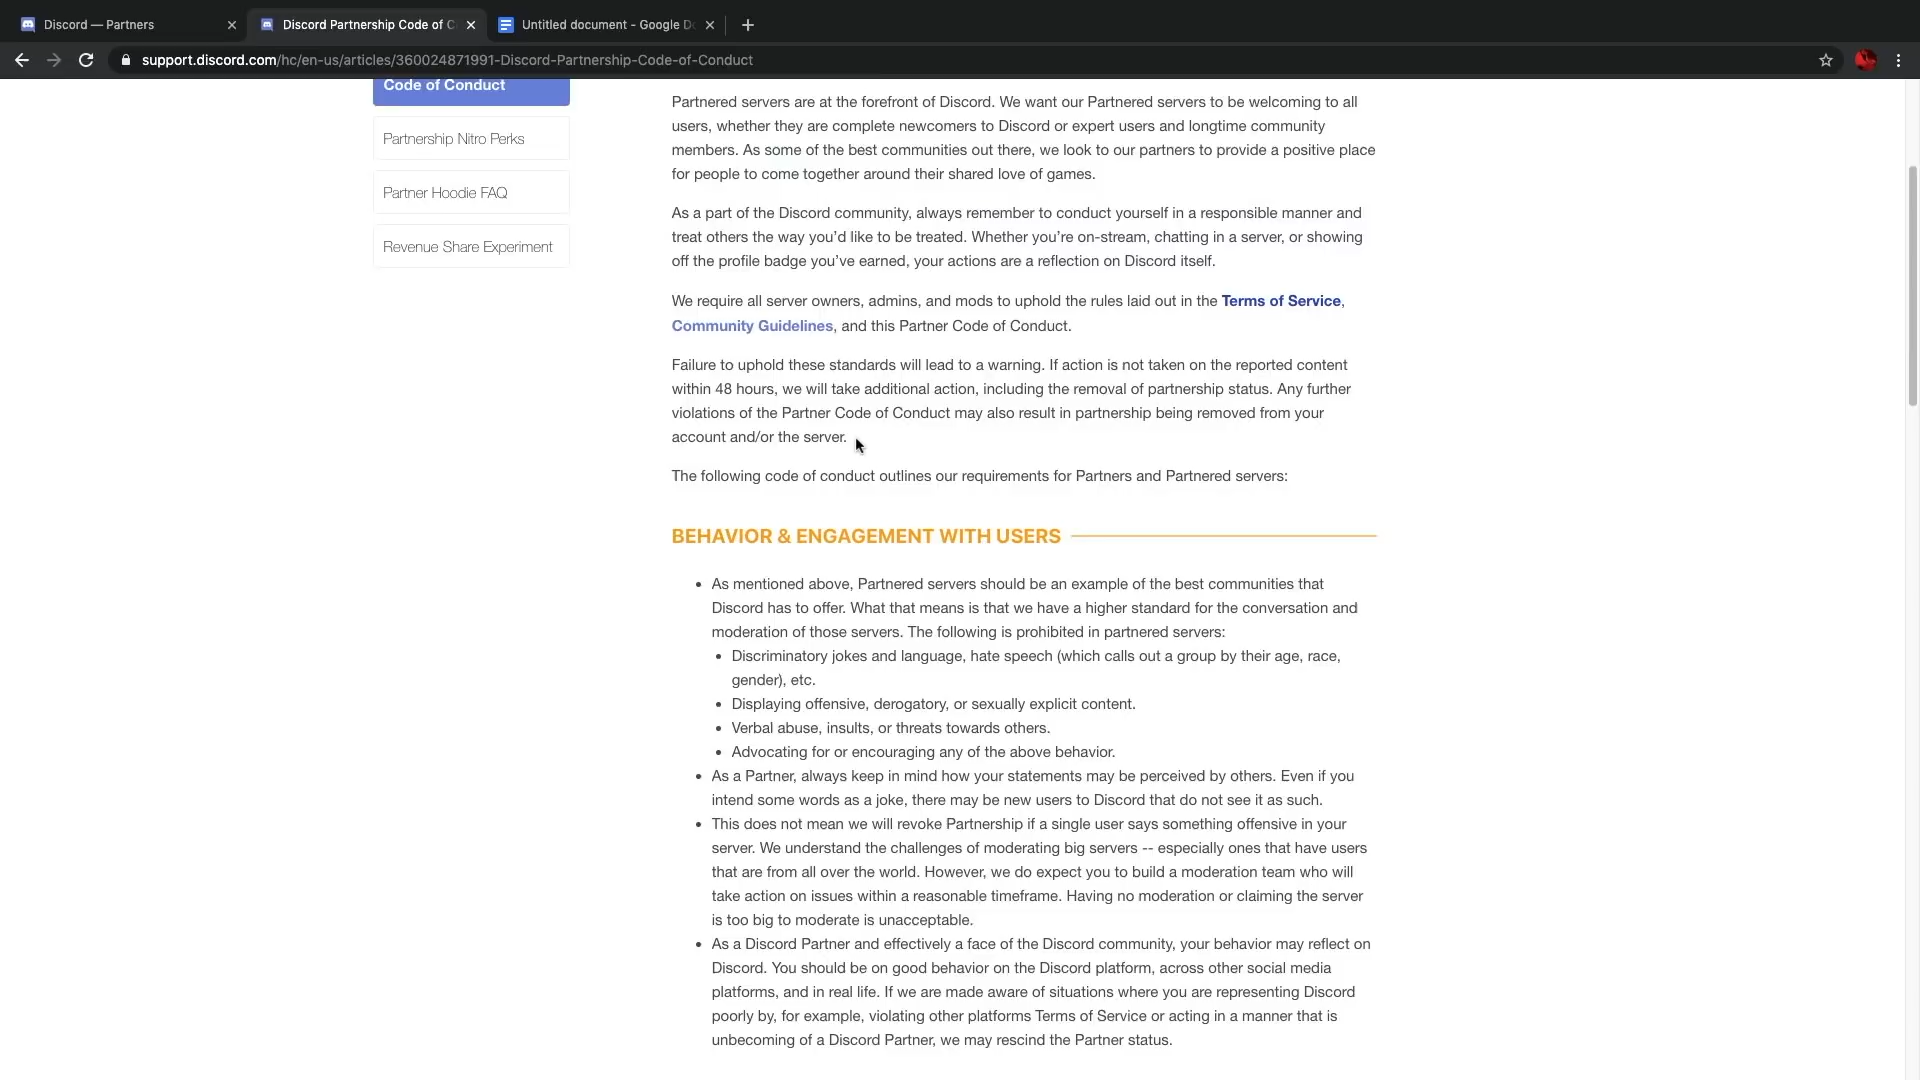 Discord — Partners
Discord Partnership Code of C
Untitled document - Google Do
support.discord.com/hc/en-us/articles/360024871991-Discord-Partnership-Code-of-Conduct
Code of Conduct
Partnership Nitro Perks
Partner Hoodie FAQ
Revenue Share Experiment
Partnered servers are at the forefront of Discord. We want our Partnered servers to be welcoming to all
users, whether they are complete newcomers to Discord or expert users and longtime community
members. As some of the best communities out there, we look to our partners to provide a positive place
for people to come together around their shared love of games.
As a part of the Discord community, always remember to conduct yourself in a responsible manner and
treat others the way you’d like to be treated. Whether you’re on-stream, chatting in a server, or showing
off the profile badge you’ve earned, your actions are a reflection on Discord itself.
We require all server owners, admins, and mods to uphold the rules laid out in the Terms of Service,
Community Guidelines, and this Partner Code of Conduct.
Failure to uphold these standards will lead to a warning. If action is not taken on the reported content
within 48 hours, we will take additional action, including the removal of partnership status. Any further
violations of the Partner Code of Conduct may also result in partnership being removed from your
account and/or the server.
The following code of conduct outlines our requirements for Partners and Partnered servers:
BEHAVIOR & ENGAGEMENT WITH USERS
• As mentioned above, Partnered servers should be an example of the best communities that
Discord has to offer. What that means is that we have a higher standard for the conversation and
moderation of those servers. The following is prohibited in partnered servers:
• Discriminatory jokes and language, hate speech (which calls out a group by their age, race,
gender), etc.
• Displaying offensive, derogatory, or sexually explicit content.
• Verbal abuse, insults, or threats towards others.
• Advocating for or encouraging any of the above behavior.
• As a Partner, always keep in mind how your statements may be perceived by others. Even if you
intend some words as a joke, there may be new users to Discord that do not see it as such.
• This does not mean we will revoke Partnership if a single user says something offensive in your
server. We understand the challenges of moderating big servers -- especially ones that have users
that are from all over the world. However, we do expect you to build a moderation team who will
take action on issues within a reasonable timeframe. Having no moderation or claiming the server
is too big to moderate is unacceptable.
• As a Discord Partner and effectively a face of the Discord community, your behavior may reflect on
Discord. You should be on good behavior on the Discord platform, across other social media
platforms, and in real life. If we are made aware of situations where you are representing Discord
poorly by, for example, violating other platforms Terms of Service or acting in a manner that is
unbecoming of a Discord Partner, we may rescind the Partner status.